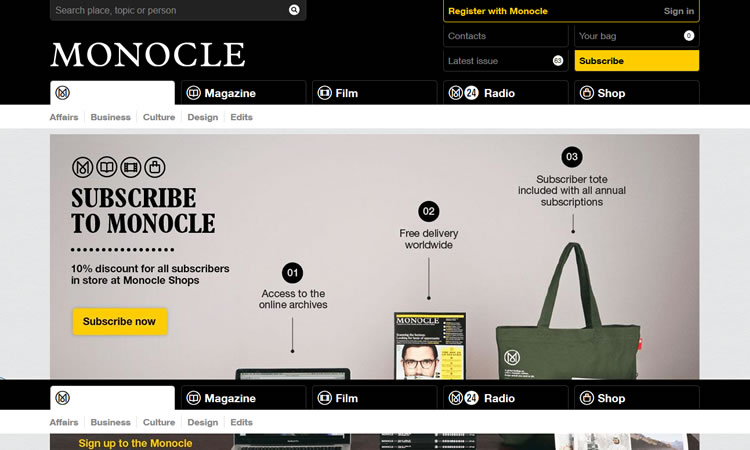 Search place, topic or person
Register with Monocle
Sign in
MONOCLE
Contacts
Your bag
0
Latest issue
63
Subscribe
Magazine
Film
24
Radio
Shop
Affairs
Business
Culture
Design
Edits
SUBSCRIBE
TO MONOCLE
10% discount for all subscribers
in store at Monocle Shops
Subscribe now
01
Access to the
online archives
02
Free delivery
worldwide
03
Subscriber tote
included with all annual
subscriptions
MONOCLE
Magazine
Film
24
Radio
Shop
Affairs
Business
Culture
Design
Edits
Sign up to the Monocle